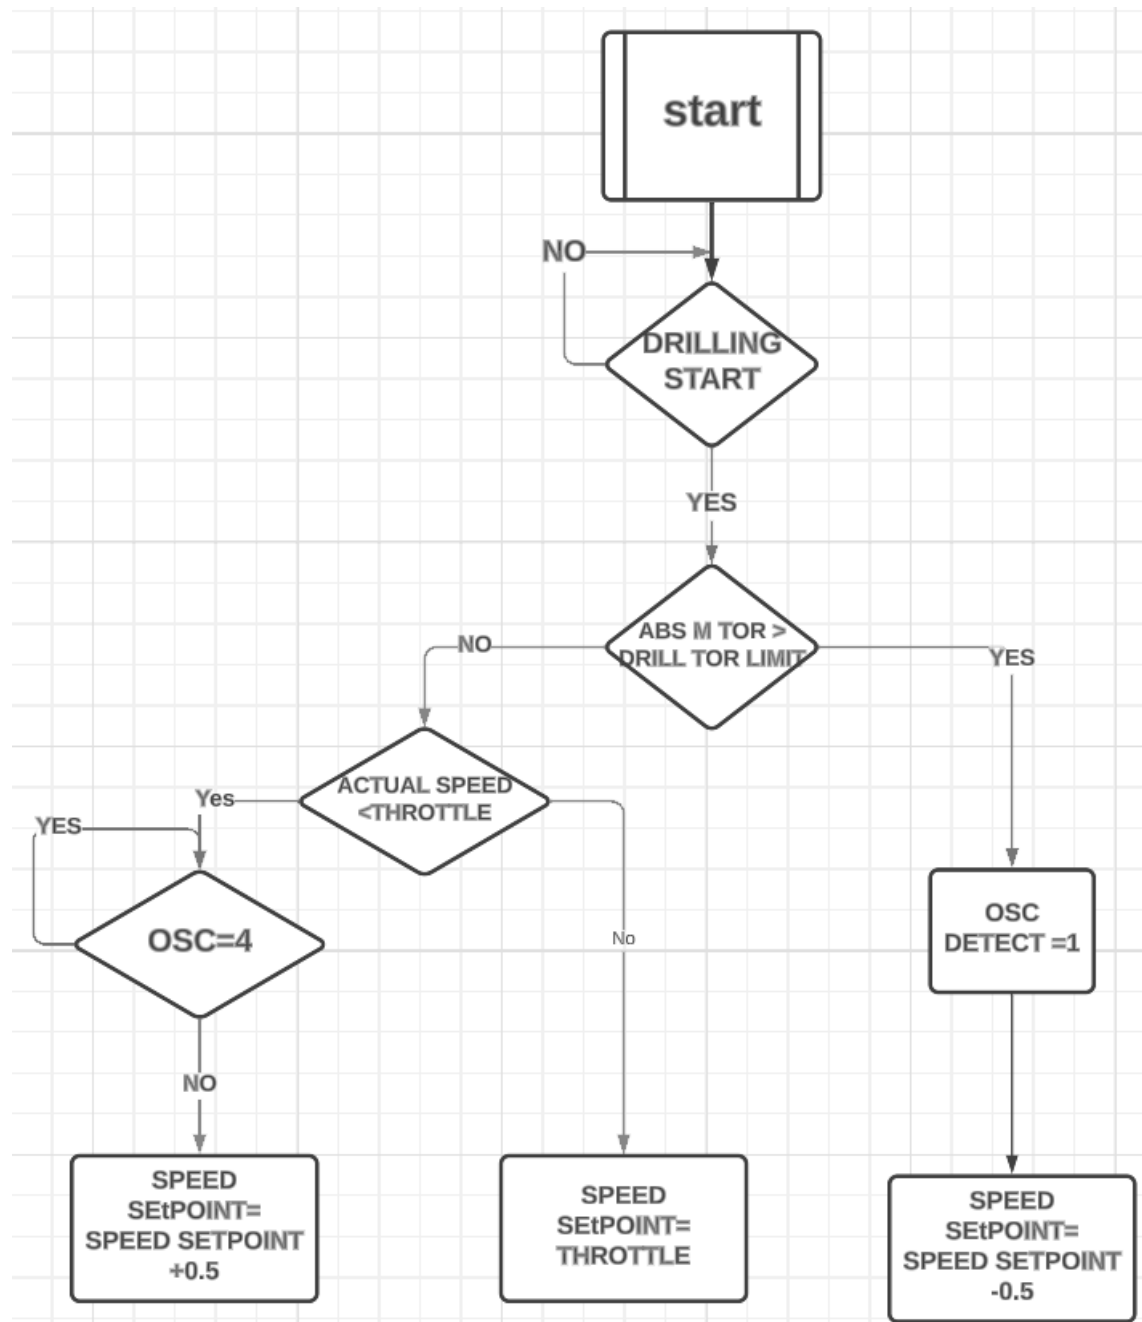 start
NO
DRILLING
START
YES
ABS M TOR >
DRILL TOR LIMIT
NO
YES
ACTUAL SPEED
<THROTTLE
Yes
YES
OSC=4
No
OSC
DETECT =1
NO
SPEED
SEtPOINT=
SPEED SETPOINT
+0.5
SPEED
SEtPOINT=
THROTTLE
SPEED
SEtPOINT=
SPEED SETPOINT
-0.5